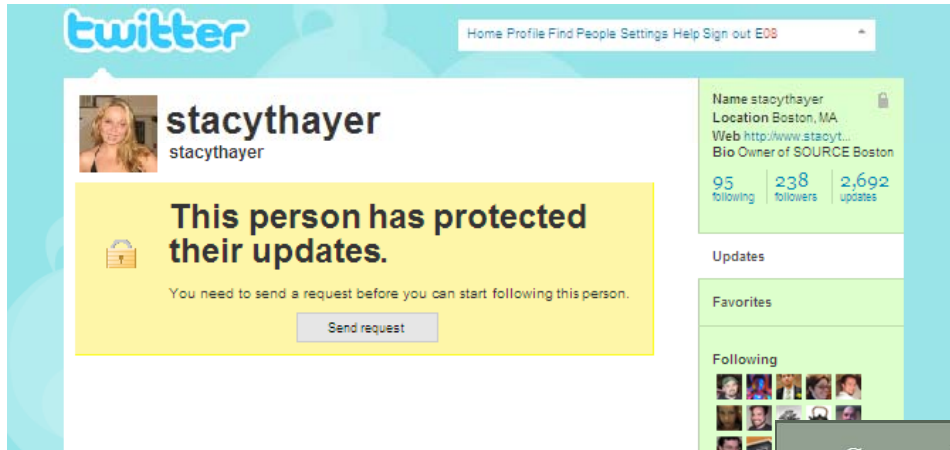 twitter
Home Profile Find People Settings Help Sign out E08
stacythayer
stacythayer
This person has protected
their updates.
You need to send a request before you can start following this person.
Send request
Name stacythayer
Location Boston, MA
Web http://www.stacyt...
Bio Owner of SOURCE Boston
95 238 2,692
following followers updates
Updates
Favorites
Following